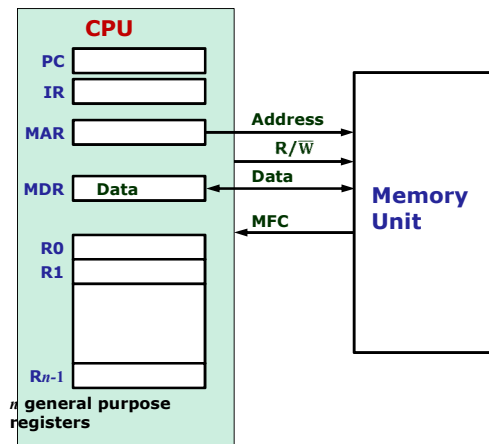 CPU
PC
IR
MAR
Address
R/W̅
MDR
Data
Data
Memory
Unit
MFC
R0
R1
Rn-1
n general purpose
registers